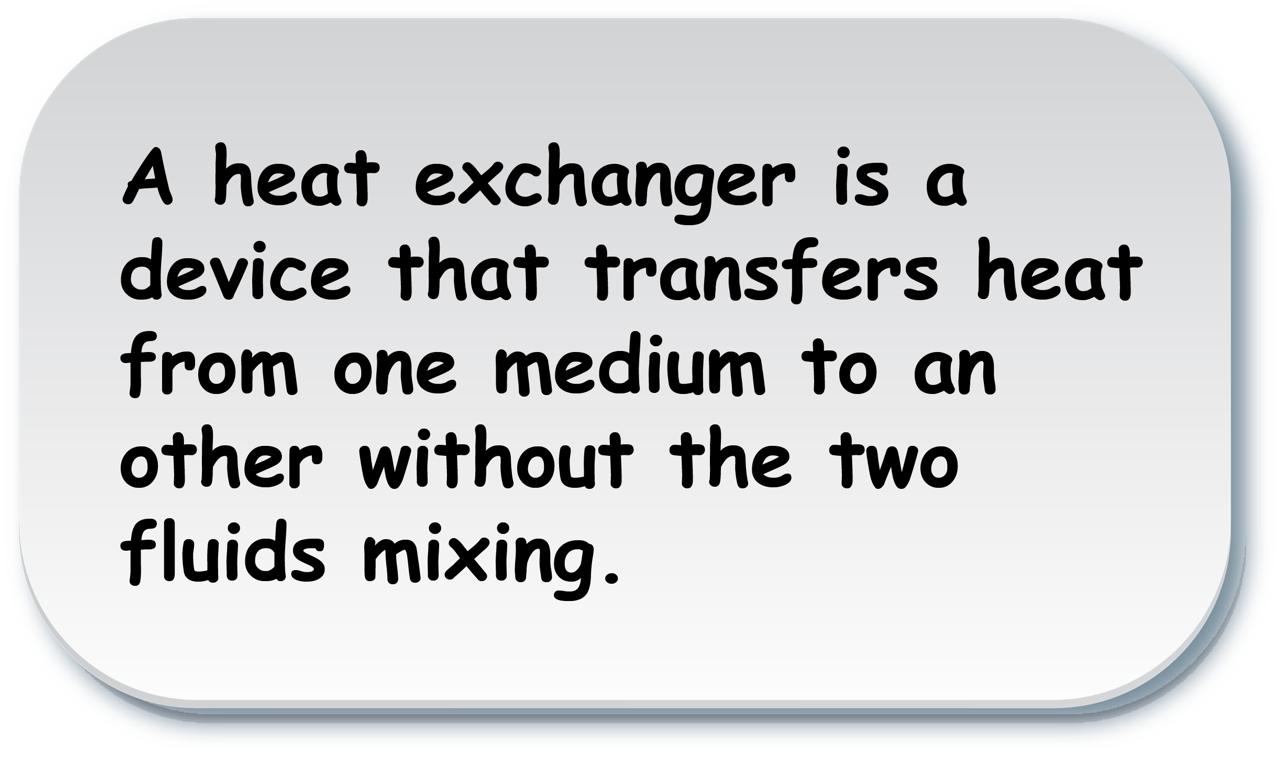 A heat exchanger is a
device that transfers heat
from one medium to an
other without the two
fluids mixing.